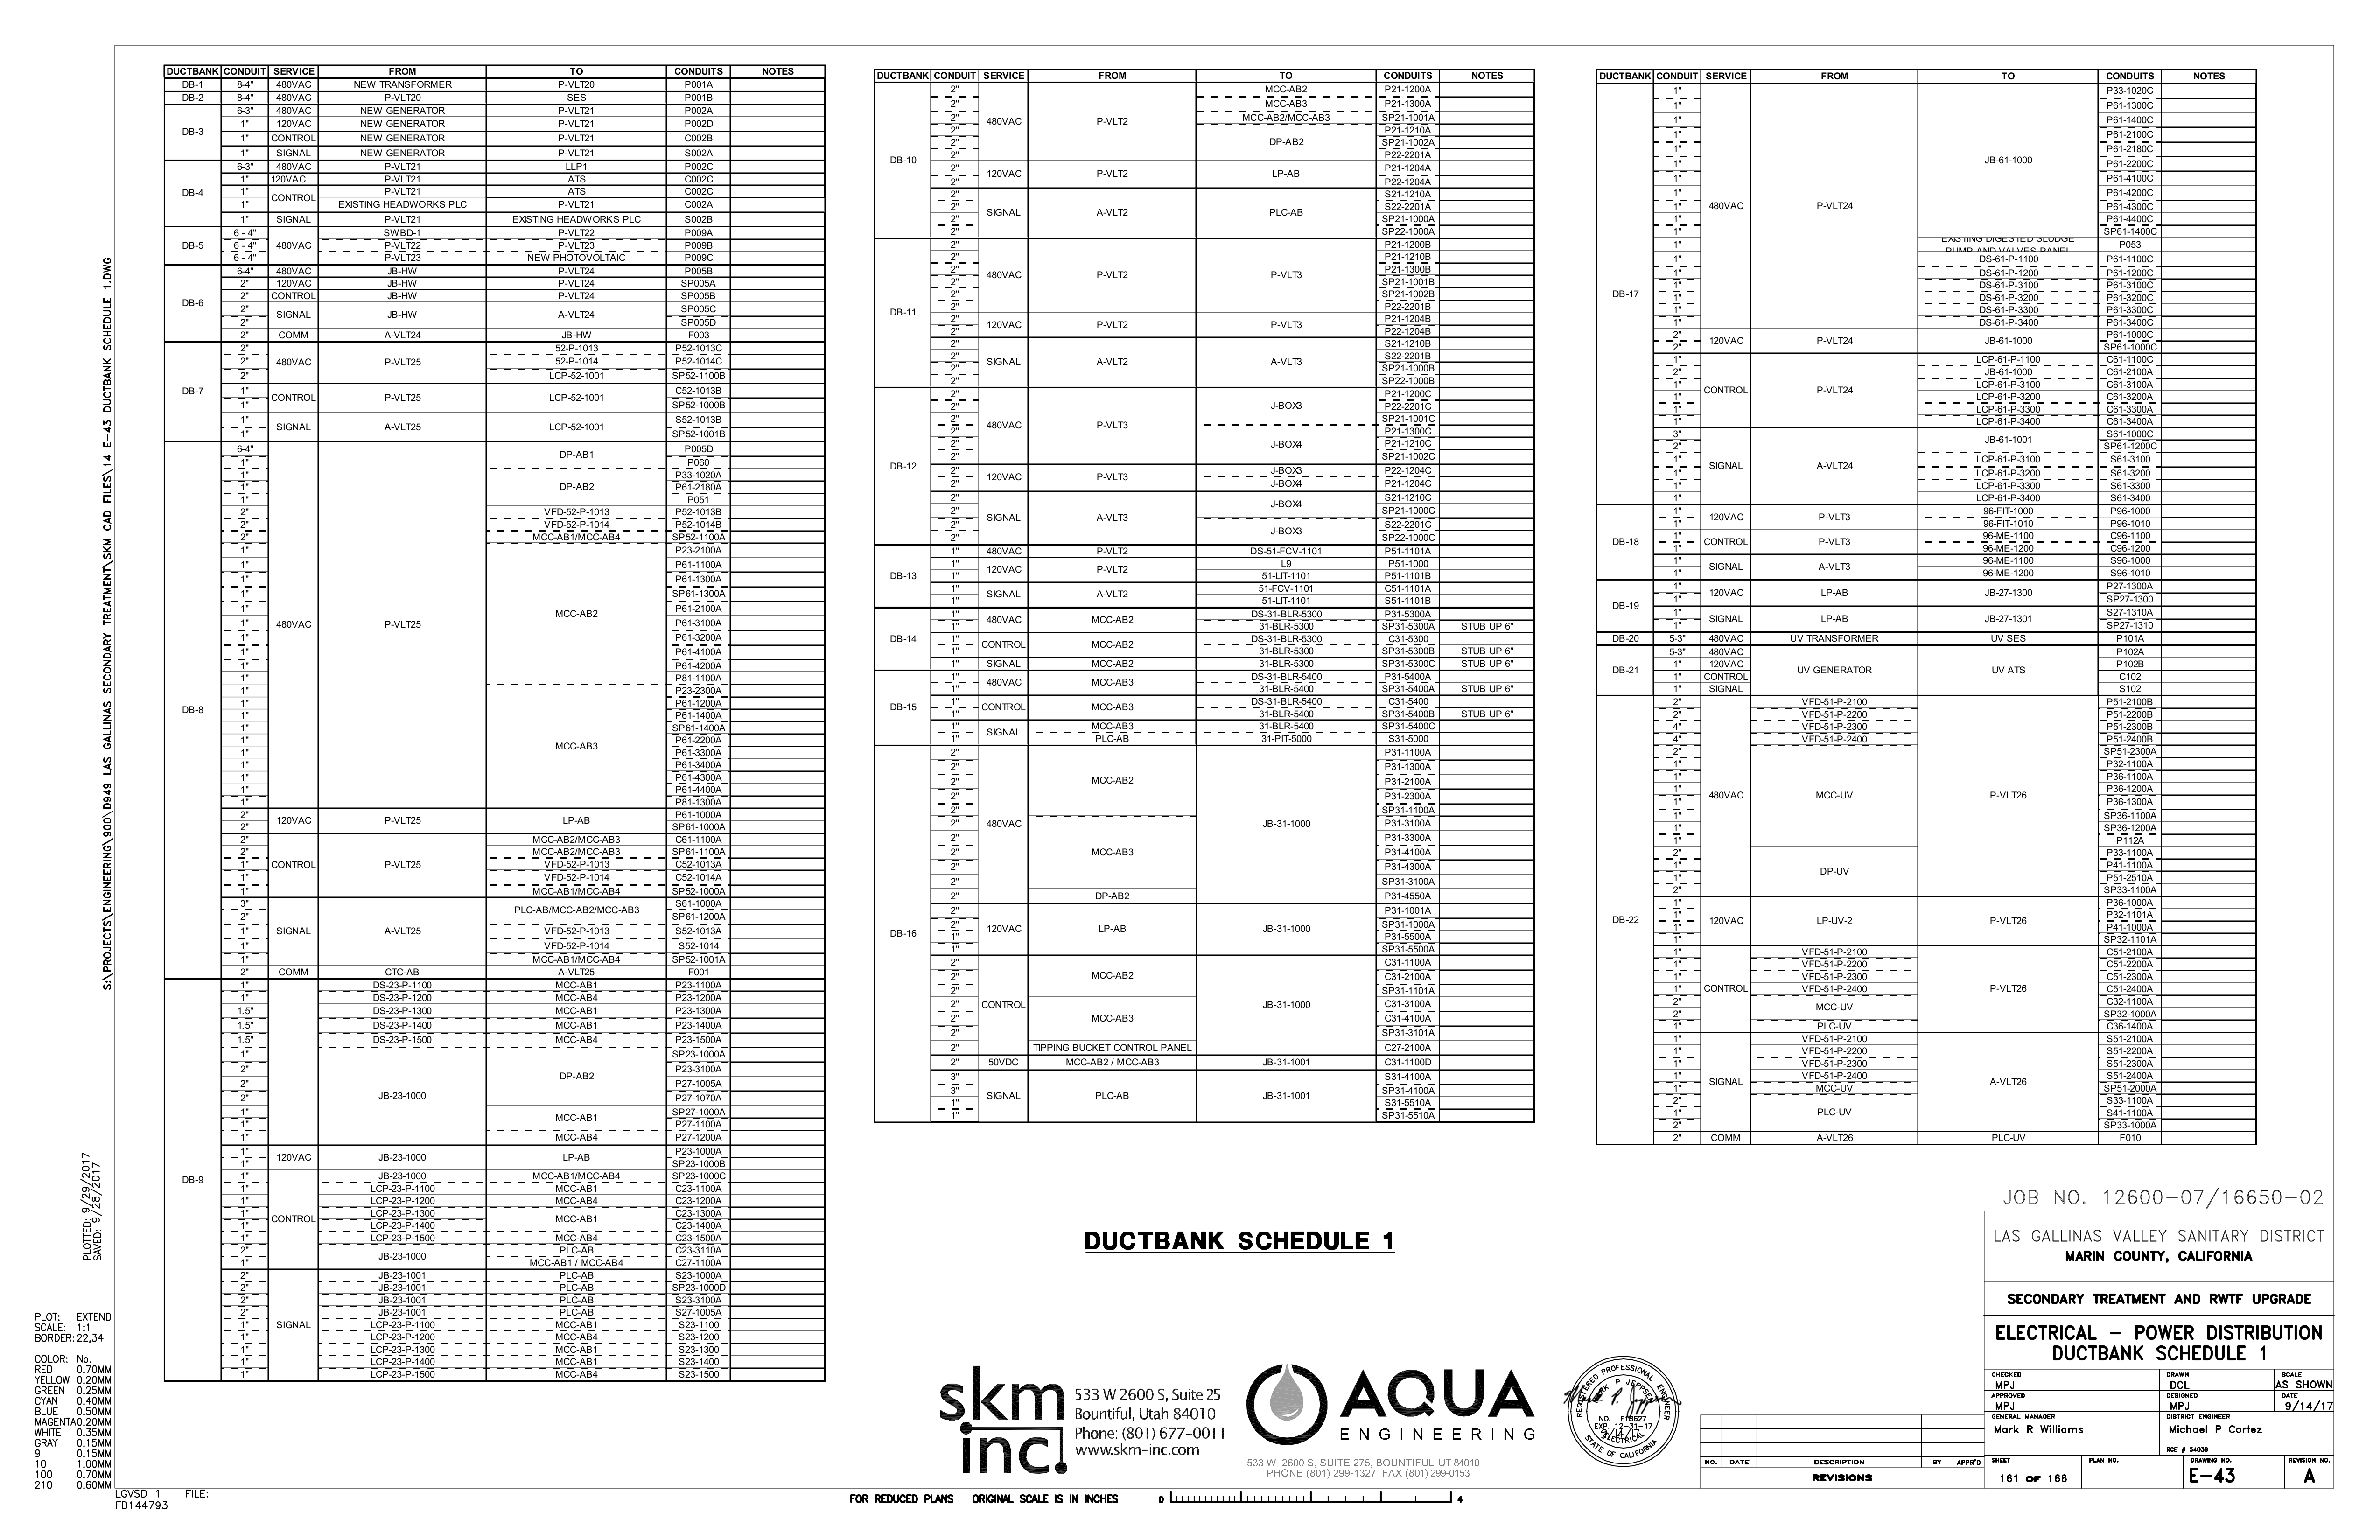 DUCTBANK CONDUIT SERVICE FROM TO CONDUITS NOTES
DB-1 8-4" 480VAC NEW TRANSFORMER P-VLT20 P001A
DB-2 8-4" 480VAC P-VLT20 SES P001B
DB-3 6-3" 480VAC NEW GENERATOR P-VLT21 P002A
1" 120VAC NEW GENERATOR P-VLT21 P002D
1" CONTROL NEW GENERATOR P-VLT21 C002B
1" SIGNAL NEW GENERATOR P-VLT21 S002A
DB-4 6-3" 480VAC P-VLT21 LLP1 P002C
1" 120VAC P-VLT21 ATS C002C
1" CONTROL P-VLT21 ATS C002C
1" EXISTING HEADWORKS PLC P-VLT21 C002A
1" SIGNAL P-VLT21 EXISTING HEADWORKS PLC S002B
DB-5 6 - 4" 480VAC SWBD-1 P-VLT22 P009A
6 - 4" P-VLT22 P-VLT23 P009B
6 - 4" P-VLT23 NEW PHOTOVOLTAIC P009C
DB-6 6-4" 480VAC JB-HW P-VLT24 P005B
2" 120VAC JB-HW P-VLT24 SP005A
2" CONTROL JB-HW P-VLT24 SP005B
2" SIGNAL JB-HW A-VLT24 SP005C
2" SP005D
2" COMM A-VLT24 JB-HW F003
DB-7 2" 480VAC P-VLT25 52-P-1013 P52-1013C
2" 52-P-1014 P52-1014C
2" LCP-52-1001 SP52-1100B
1" CONTROL P-VLT25 LCP-52-1001 C52-1013B
1" SP52-1000B
1" SIGNAL A-VLT25 LCP-52-1001 S52-1013B
1" SP52-1001B
DB-8 6-4" 480VAC P-VLT25 DP-AB1 P005D
1" P060
1" DP-AB2 P33-1020A
1" P61-2180A
1" P051
2" VFD-52-P-1013 P52-1013B
2" VFD-52-P-1014 P52-1014B
2" MCC-AB1/MCC-AB4 SP52-1100A
1" MCC-AB2 P23-2100A
1" P61-1100A
1" P61-1300A
1" SP61-1300A
1" P61-2100A
1" P61-3100A
1" P61-3200A
1" P61-4100A
1" P61-4200A
1" P81-1100A
1" MCC-AB3 P23-2300A
1" P61-1200A
1" P61-1400A
1" SP61-1400A
1" P61-2200A
1" P61-3300A
1" P61-3400A
1" P61-4300A
1" P61-4400A
1" P81-1300A
2" 120VAC P-VLT25 LP-AB P61-1000A
2" SP61-1000A
2" CONTROL P-VLT25 MCC-AB2/MCC-AB3 C61-1100A
2" MCC-AB2/MCC-AB3 SP61-1100A
1" VFD-52-P-1013 C52-1013A
1" VFD-52-P-1014 C52-1014A
1" MCC-AB1/MCC-AB4 SP52-1000A
3" SIGNAL A-VLT25 PLC-AB/MCC-AB2/MCC-AB3 S61-1000A
2" SP61-1200A
1" VFD-52-P-1013 S52-1013A
1" VFD-52-P-1014 S52-1014
1" MCC-AB1/MCC-AB4 SP52-1001A
2" COMM CTC-AB A-VLT25 F001
DB-9 1" DS-23-P-1100 MCC-AB1 P23-1100A
1" DS-23-P-1200 MCC-AB4 P23-1200A
1.5" DS-23-P-1300 MCC-AB1 P23-1300A
1.5" DS-23-P-1400 MCC-AB1 P23-1400A
1.5" DS-23-P-1500 MCC-AB4 P23-1500A
1" JB-23-1000 DP-AB2 SP23-1000A
2" P23-3100A
2" P27-1005A
2" P27-1070A
1" MCC-AB1 SP27-1000A
1" P27-1100A
1" MCC-AB4 P27-1200A
1" 120VAC JB-23-1000 LP-AB P23-1000A
1" SP23-1000B
1" CONTROL JB-23-1000 MCC-AB1/MCC-AB4 SP23-1000C
1" LCP-23-P-1100 MCC-AB1 C23-1100A
1" LCP-23-P-1200 MCC-AB4 C23-1200A
1" LCP-23-P-1300 MCC-AB1 C23-1300A
1" LCP-23-P-1400 C23-1400A
1" LCP-23-P-1500 MCC-AB4 C23-1500A
2" JB-23-1000 PLC-AB C23-3110A
1" MCC-AB1 / MCC-AB4 C27-1100A
2" SIGNAL JB-23-1001 PLC-AB S23-1000A
2" JB-23-1001 PLC-AB SP23-1000D
2" JB-23-1001 PLC-AB S23-3100A
2" JB-23-1001 PLC-AB S27-1005A
1" LCP-23-P-1100 MCC-AB1 S23-1100
1" LCP-23-P-1200 MCC-AB4 S23-1200
1" LCP-23-P-1300 MCC-AB1 S23-1300
1" LCP-23-P-1400 MCC-AB1 S23-1400
1" LCP-23-P-1500 MCC-AB4 S23-1500
DUCTBANK CONDUIT SERVICE FROM TO CONDUITS NOTES
DB-10 2" 480VAC P-VLT2 MCC-AB2 P21-1200A
2" MCC-AB3 P21-1300A
2" MCC-AB2/MCC-AB3 SP21-1001A
2" DP-AB2 P21-1210A
2" SP21-1002A
2" P22-2201A
2" 120VAC P-VLT2 LP-AB P21-1204A
2" P22-1204A
2" SIGNAL A-VLT2 PLC-AB S21-1210A
2" S22-2201A
2" SP21-1000A
2" SP22-1000A
DB-11 2" 480VAC P-VLT2 P-VLT3 P21-1200B
2" P21-1210B
2" P21-1300B
2" SP21-1001B
2" SP21-1002B
2" P22-2201B
2" 120VAC P-VLT2 P-VLT3 P21-1204B
2" P22-1204B
2" SIGNAL A-VLT2 A-VLT3 S21-1210B
2" S22-2201B
2" SP21-1000B
2" SP22-1000B
DB-12 2" 480VAC P-VLT3 J-BOX3 P21-1200C
2" P22-2201C
2" SP21-1001C
2" J-BOX4 P21-1300C
2" P21-1210C
2" SP21-1002C
2" 120VAC P-VLT3 J-BOX3 P22-1204C
2" J-BOX4 P21-1204C
2" SIGNAL A-VLT3 J-BOX4 S21-1210C
2" SP21-1000C
2" J-BOX3 S22-2201C
2" SP22-1000C
DB-13 1" 480VAC P-VLT2 DS-51-FCV-1101 P51-1101A
1" 120VAC P-VLT2 L9 P51-1000
1" 51-LIT-1101 P51-1101B
1" SIGNAL A-VLT2 51-FCV-1101 C51-1101A
1" 51-LIT-1101 S51-1101B
DB-14 1" 480VAC MCC-AB2 DS-31-BLR-5300 P31-5300A
1" 31-BLR-5300 SP31-5300A STUB UP 6"
1" CONTROL MCC-AB2 DS-31-BLR-5300 C31-5300
1" 31-BLR-5300 SP31-5300B STUB UP 6"
1" SIGNAL MCC-AB2 31-BLR-5300 SP31-5300C STUB UP 6"
DB-15 1" 480VAC MCC-AB3 DS-31-BLR-5400 P31-5400A
1" 31-BLR-5400 SP31-5400A STUB UP 6"
1" CONTROL MCC-AB3 DS-31-BLR-5400 C31-5400
1" 31-BLR-5400 SP31-5400B STUB UP 6"
1" SIGNAL MCC-AB3 31-BLR-5400 SP31-5400C
1" PLC-AB 31-PIT-5000 S31-5000
DB-16 2" 480VAC MCC-AB2 JB-31-1000 P31-1100A
2" P31-1300A
2" P31-2100A
2" P31-2300A
2" SP31-1100A
2" MCC-AB3 P31-3100A
2" P31-3300A
2" P31-4100A
2" P31-4300A
2" SP31-3100A
2" DP-AB2 P31-4550A
2" 120VAC LP-AB JB-31-1000 P31-1001A
2" SP31-1000A
1" P31-5500A
1" SP31-5500A
2" CONTROL MCC-AB2 JB-31-1000 C31-1100A
2" C31-2100A
2" SP31-1101A
2" MCC-AB3 C31-3100A
2" C31-4100A
2" SP31-3101A
2" TIPPING BUCKET CONTROL PANEL C27-2100A
2" 50VDC MCC-AB2 / MCC-AB3 JB-31-1001 C31-1100D
3" SIGNAL PLC-AB JB-31-1001 S31-4100A
3" SP31-4100A
1" S31-5510A
1" SP31-5510A
DUCTBANK CONDUIT SERVICE FROM TO CONDUITS NOTES
DB-17 1" 480VAC P-VLT24 JB-61-1000 P33-1020C
1" P61-1300C
1" P61-1400C
1" P61-2100C
1" P61-2180C
1" P61-2200C
1" P61-4100C
1" P61-4200C
1" P61-4300C
1" P61-4400C
1" SP61-1400C
1" EXISTING DIGESTED SLUDGE PUMP AND VALVES PANEL P053
1" DS-61-P-1100 P61-1100C
1" DS-61-P-1200 P61-1200C
1" DS-61-P-3100 P61-3100C
1" DS-61-P-3200 P61-3200C
1" DS-61-P-3300 P61-3300C
1" DS-61-P-3400 P61-3400C
2" 120VAC P-VLT24 JB-61-1000 P61-1000C
2" SP61-1000C
1" CONTROL P-VLT24 LCP-61-P-1100 C61-1100C
2" JB-61-1000 C61-2100A
1" LCP-61-P-3100 C61-3100A
1" LCP-61-P-3200 C61-3200A
1" LCP-61-P-3300 C61-3300A
1" LCP-61-P-3400 C61-3400A
3" SIGNAL A-VLT24 JB-61-1001 S61-1000C
2" SP61-1200C
1" LCP-61-P-3100 S61-3100
1" LCP-61-P-3200 S61-3200
1" LCP-61-P-3300 S61-3300
1" LCP-61-P-3400 S61-3400
DB-18 1" 120VAC P-VLT3 96-FIT-1000 P96-1000
1" 96-FIT-1010 P96-1010
1" CONTROL P-VLT3 96-ME-1100 C96-1100
1" 96-ME-1200 C96-1200
1" SIGNAL A-VLT3 96-ME-1100 S96-1000
1" 96-ME-1200 S96-1010
DB-19 1" 120VAC LP-AB JB-27-1300 P27-1300A
1" SP27-1300
1" SIGNAL LP-AB JB-27-1301 S27-1310A
1" SP27-1310
DB-20 5-3" 480VAC UV TRANSFORMER UV SES P101A
DB-21 5-3" 480VAC UV GENERATOR UV ATS P102A
1" 120VAC P102B
1" CONTROL C102
1" SIGNAL S102
DB-22 2" 480VAC VFD-51-P-2100 P-VLT26 P51-2100B
2" VFD-51-P-2200 P51-2200B
4" VFD-51-P-2300 P51-2300B
4" VFD-51-P-2400 P51-2400B
2" MCC-UV SP51-2300A
1" P32-1100A
1" P36-1100A
1" P36-1200A
1" P36-1300A
1" SP36-1100A
1" SP36-1200A
1" P112A
2" DP-UV P33-1100A
1" P41-1100A
1" P51-2510A
2" SP33-1100A
1" 120VAC LP-UV-2 P-VLT26 P36-1000A
1" P32-1101A
1" P41-1000A
1" SP32-1101A
1" CONTROL VFD-51-P-2100 P-VLT26 C51-2100A
1" VFD-51-P-2200 C51-2200A
1" VFD-51-P-2300 C51-2300A
1" VFD-51-P-2400 C51-2400A
2" MCC-UV C32-1100A
2" SP32-1000A
1" PLC-UV C36-1400A
1" SIGNAL VFD-51-P-2100 A-VLT26 S51-2100A
1" VFD-51-P-2200 S51-2200A
1" VFD-51-P-2300 S51-2300A
1" VFD-51-P-2400 S51-2400A
1" MCC-UV SP51-2000A
2" PLC-UV S33-1100A
1" S41-1100A
2" SP33-1000A
2" COMM A-VLT26 PLC-UV F010
DUCTBANK SCHEDULE 1
S:\PROJECTS\ENGINEERING\900\D949 LAS GALLINAS SECONDARY TREATMENT\SKM CAD FILES\14 E-43 DUCTBANK SCHEDULE 1.DWG
PLOTTED: 9/29/2017
SAVED: 9/28/2017
PLOT: EXTEND
SCALE: 1:1
BORDER: 22,34
COLOR: No.
RED 0.70MM
YELLOW 0.20MM
GREEN 0.25MM
CYAN 0.40MM
BLUE 0.50MM
MAGENTA 0.20MM
WHITE 0.35MM
GRAY 0.15MM
9 0.15MM
10 1.00MM
100 0.70MM
210 0.60MM
LGVSD 1 FILE:
FD144793
skm
inc.
533 W 2600 S, Suite 25
Bountiful, Utah 84010
Phone: (801) 677-0011
www.skm-inc.com
AQUA
ENGINEERING
533 W 2600 S, SUITE 275, BOUNTIFUL, UT 84010
PHONE (801) 299-1327 FAX (801) 299-0153
REGISTERED PROFESSIONAL ENGINEER
NO. E18627
EXP. 12-31-17
ELECTRICAL
STATE OF CALIFORNIA
FOR REDUCED PLANS ORIGINAL SCALE IS IN INCHES 0 4
JOB NO. 12600-07/16650-02
LAS GALLINAS VALLEY SANITARY DISTRICT
MARIN COUNTY, CALIFORNIA
SECONDARY TREATMENT AND RWTF UPGRADE
ELECTRICAL - POWER DISTRIBUTION
DUCTBANK SCHEDULE 1
CHECKED DRAWN SCALE
MPJ DCL AS SHOWN
APPROVED DESIGNED DATE
MPJ MPJ 9/14/17
GENERAL MANAGER DISTRICT ENGINEER
Mark R Williams Michael P Cortez
RCE # 54039
NO. DATE DESCRIPTION BY APPR'D
REVISIONS
SHEET PLAN NO. DRAWING NO. REVISION NO.
161 OF 166 E-43 A